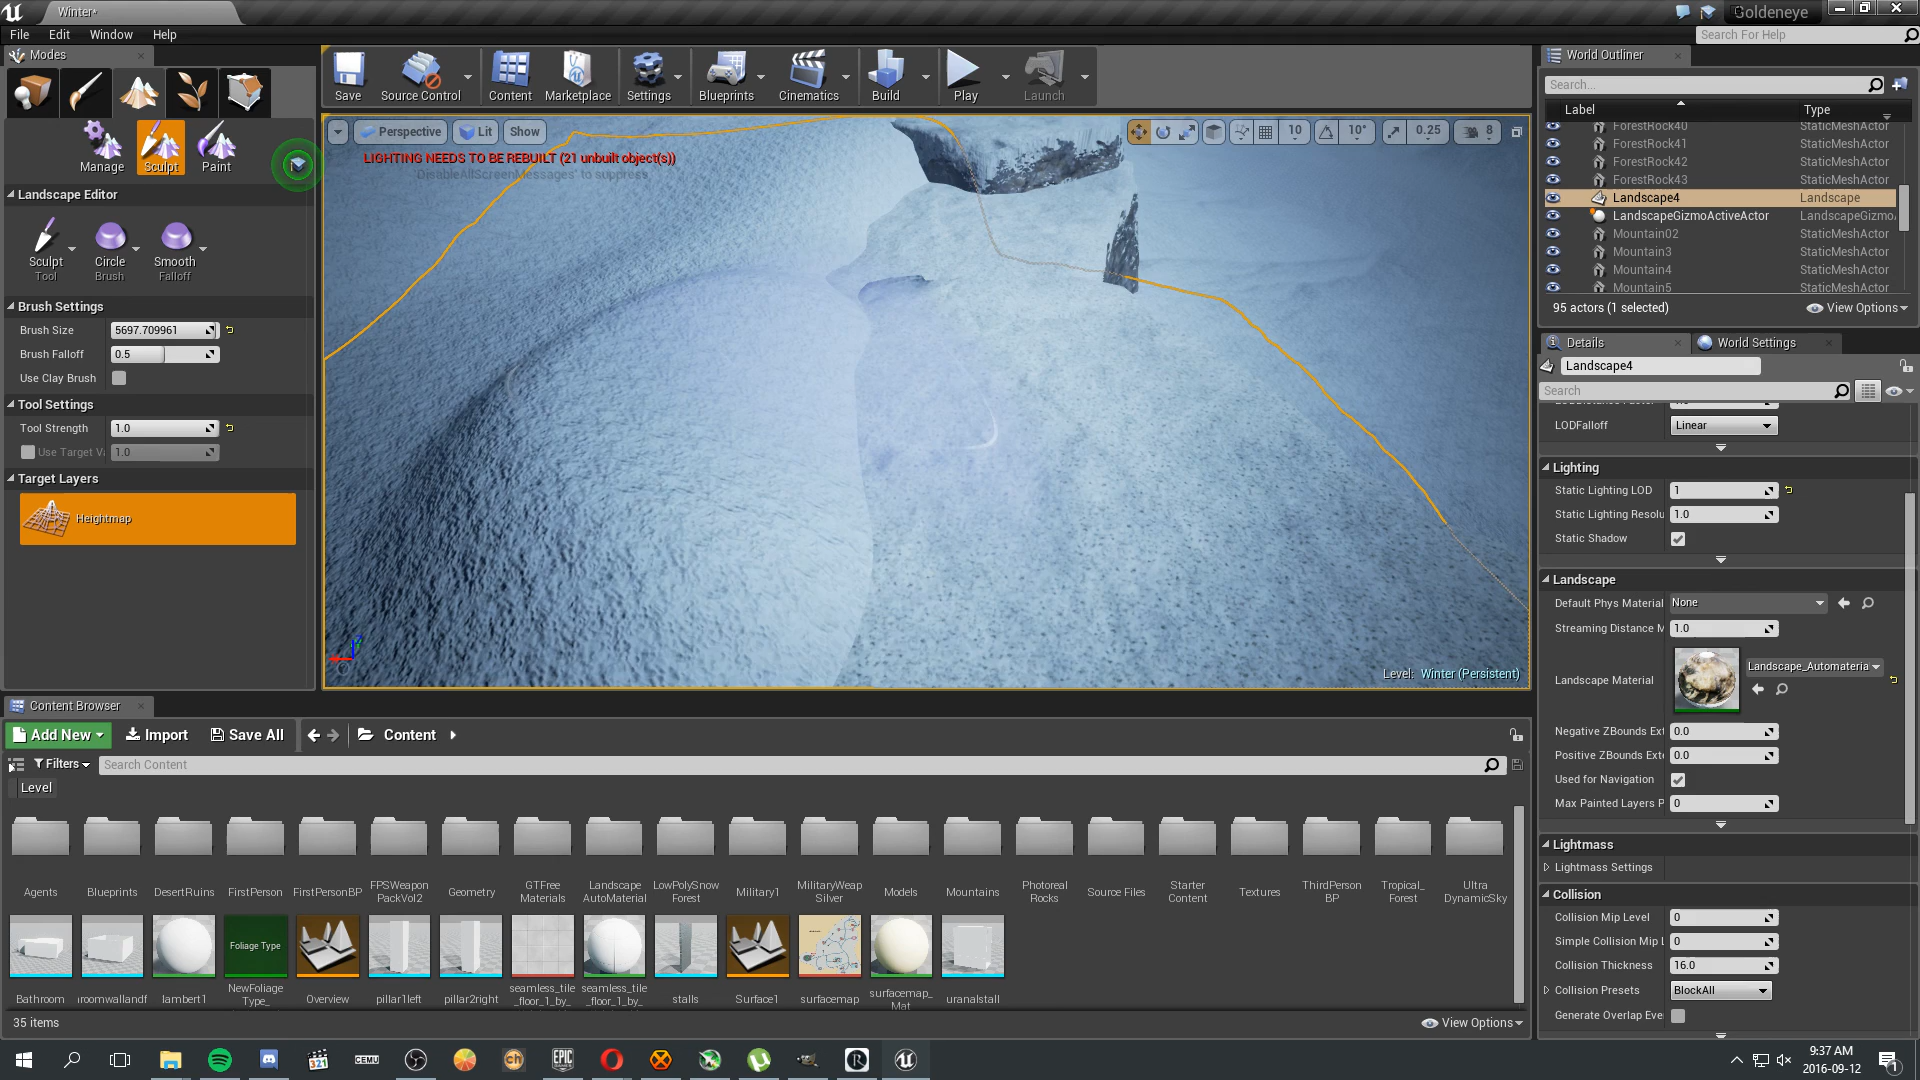 Winter*
Goldeneye
File Edit Window Help
Search For Help
Modes
Save
Source Control
Content
Marketplace
Settings
Blueprints
Cinematics
Build
Play
Launch
Manage
Sculpt
Paint
Landscape Editor
Sculpt
Tool
Circle
Brush
Smooth
Falloff
Brush Settings
Brush Size 5697.709961
Brush Falloff 0.5
Use Clay Brush
Tool Settings
Tool Strength 1.0
Use Target Va 1.0
Target Layers
Heightmap
Perspective Lit Show
10 10° 0.25 8
LIGHTING NEEDS TO BE REBUILT (21 unbuilt object(s))
'DisableAllScreenMessages' to suppress
Level: Winter (Persistent)
World Outliner
Search...
Label Type
ForestRock40 StaticMeshActor
ForestRock41 StaticMeshActor
ForestRock42 StaticMeshActor
ForestRock43 StaticMeshActor
Landscape4 Landscape
LandscapeGizmoActiveActor LandscapeGizmo
Mountain02 StaticMeshActor
Mountain3 StaticMeshActor
Mountain4 StaticMeshActor
Mountain5 StaticMeshActor
95 actors (1 selected)
View Options
Details
World Settings
Landscape4
Search
LODFalloff Linear
Lighting
Static Lighting LOD 1
Static Lighting Resolu 1.0
Static Shadow
Landscape
Default Phys Material None
Streaming Distance M 1.0
Landscape Material
Landscape_Automateria
Negative ZBounds Ext 0.0
Positive ZBounds Exte 0.0
Used for Navigation
Max Painted Layers P 0
Lightmass
Lightmass Settings
Collision
Collision Mip Level 0
Simple Collision Mip L 0
Collision Thickness 16.0
Collision Presets BlockAll
Generate Overlap Eve
Content Browser
Add New
Import
Save All
Content
Filters
Search Content
Level
Agents
Blueprints
DesertRuins
FirstPerson
FirstPersonBP
FPSWeapon
PackVol2
Geometry
GTFree
Materials
Landscape
AutoMaterial
LowPolySnow
Forest
Military1
MilitaryWeap
Silver
Models
Mountains
Photoreal
Rocks
Source Files
Starter
Content
Textures
ThirdPerson
BP
Tropical_
Forest
Ultra
DynamicSky
Foliage Type
Bathroom
roomwallandf
lambert1
NewFoliage
Type_
Overview
pillar1left
pillar2right
seamless_tile
_floor_1_by_
seamless_tile
_floor_1_by_
stalls
Surface1
surfacemap
surfacemap_
Mat
uranalstall
35 items
View Options
321
CEMU
ch
EPIC
GAMES
9:37 AM
2016-09-12
1